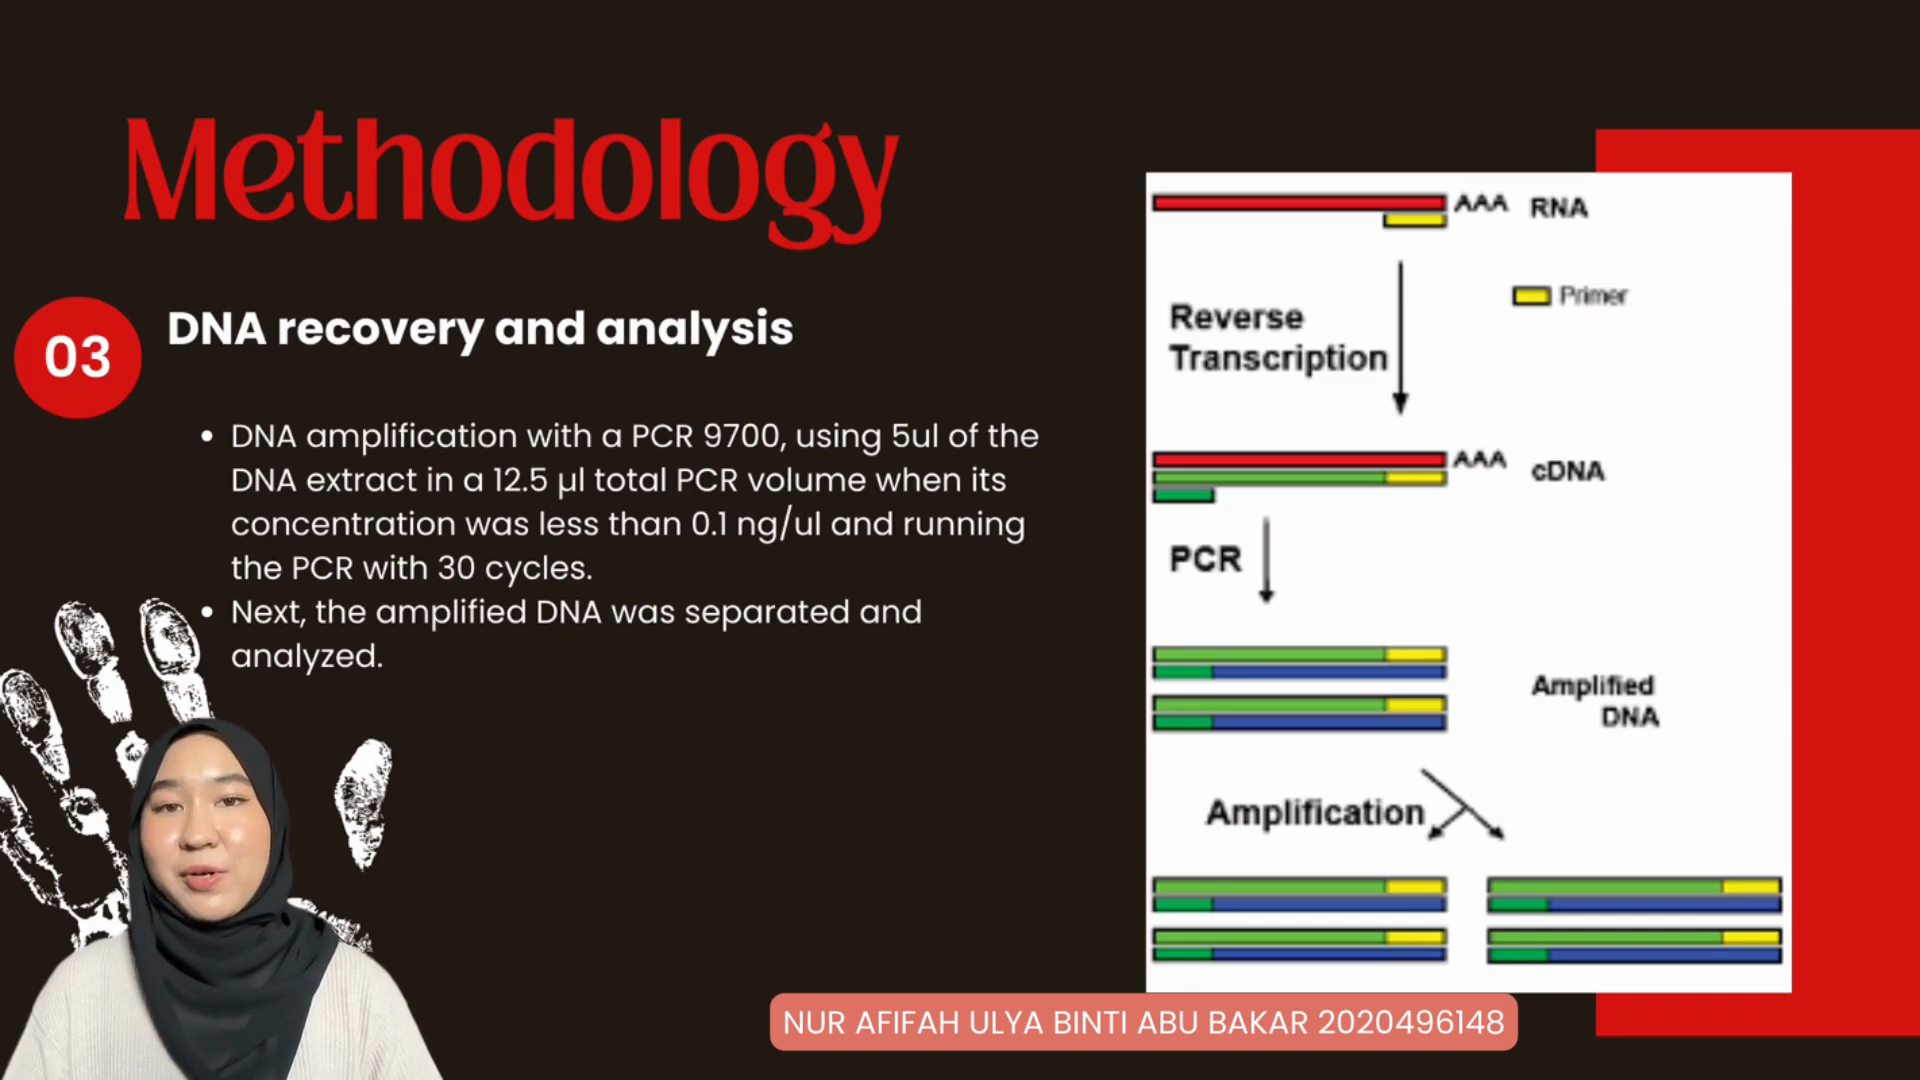 Methodology
03
DNA recovery and analysis
• DNA amplification with a PCR 9700, using 5ul of the
DNA extract in a 12.5 µl total PCR volume when its
concentration was less than 0.1 ng/ul and running
the PCR with 30 cycles.
• Next, the amplified DNA was separated and
analyzed.
AAA RNA
Primer
Reverse
Transcription
AAA cDNA
PCR
Amplified
DNA
Amplification
NUR AFIFAH ULYA BINTI ABU BAKAR 2020496148